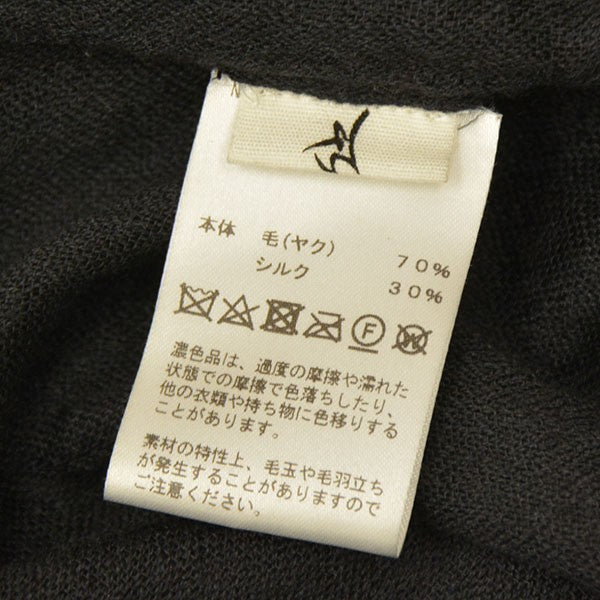 N
本体 毛(ヤク) 70%
シルク 30%
F
W
濃色品は、過度の摩擦や濡れた
状態での摩擦で色落ちしたり、
他の衣類や持ち物に色移りする
ことがあります。
素材の特性上、毛玉や毛羽立ち
が発生することがありますので
ご注意ください。